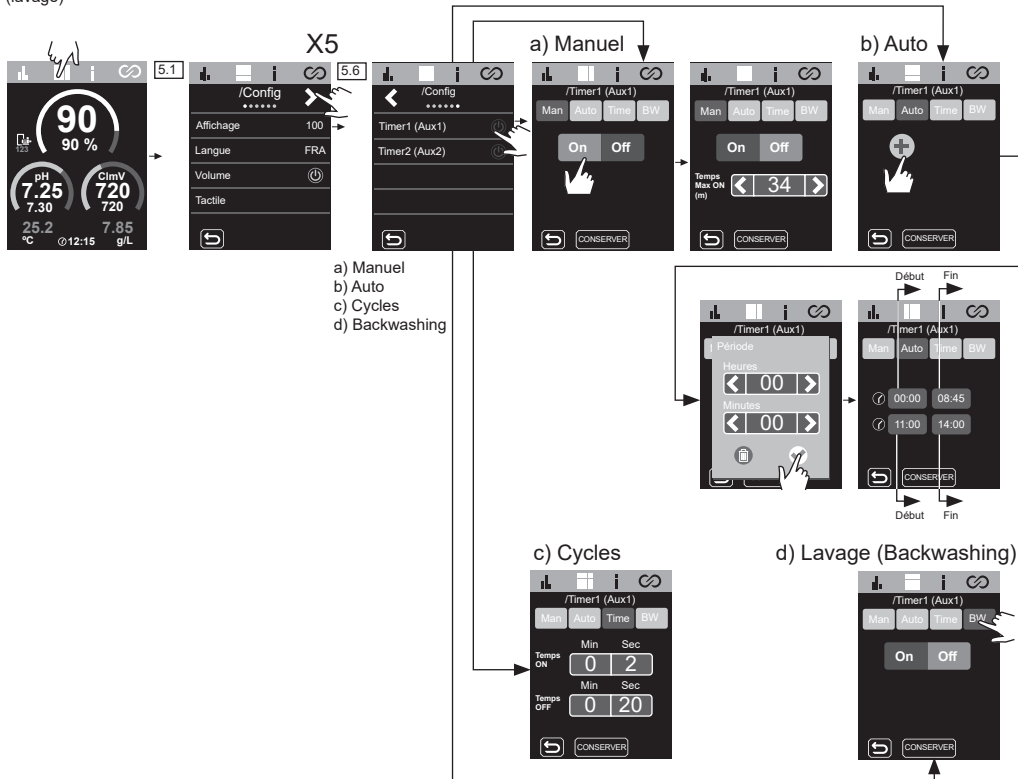 (lavage)
X5
a) Manuel
b) Auto
5.1
5.6
90
90 %
123
pH
7.25
7.30
ClmV
720
720
25.2
ºC
12:15
7.85
g/L
/Config
Affichage 100
Langue FRA
Volume
Tactile
/Config
Timer1 (Aux1)
Timer2 (Aux2)
/Timer1 (Aux1)
Man Auto Time BW
On Off
CONSERVER
/Timer1 (Aux1)
Man Auto Time BW
On Off
Temps
Max ON
(m)
34
CONSERVER
/Timer1 (Aux1)
Man Auto Time BW
CONSERVER
a) Manuel
b) Auto
c) Cycles
d) Backwashing
/Timer1 (Aux1)
Période
Heures
00
Minutes
00
Début Fin
/Timer1 (Aux1)
Man Auto Time BW
00:00 08:45
11:00 14:00
CONSERVER
Début Fin
c) Cycles
/Timer1 (Aux1)
Man Auto Time BW
Min Sec
Temps
ON
0 2
Min Sec
Temps
OFF
0 20
CONSERVER
d) Lavage (Backwashing)
/Timer1 (Aux1)
Man Auto Time BW
On Off
CONSERVER